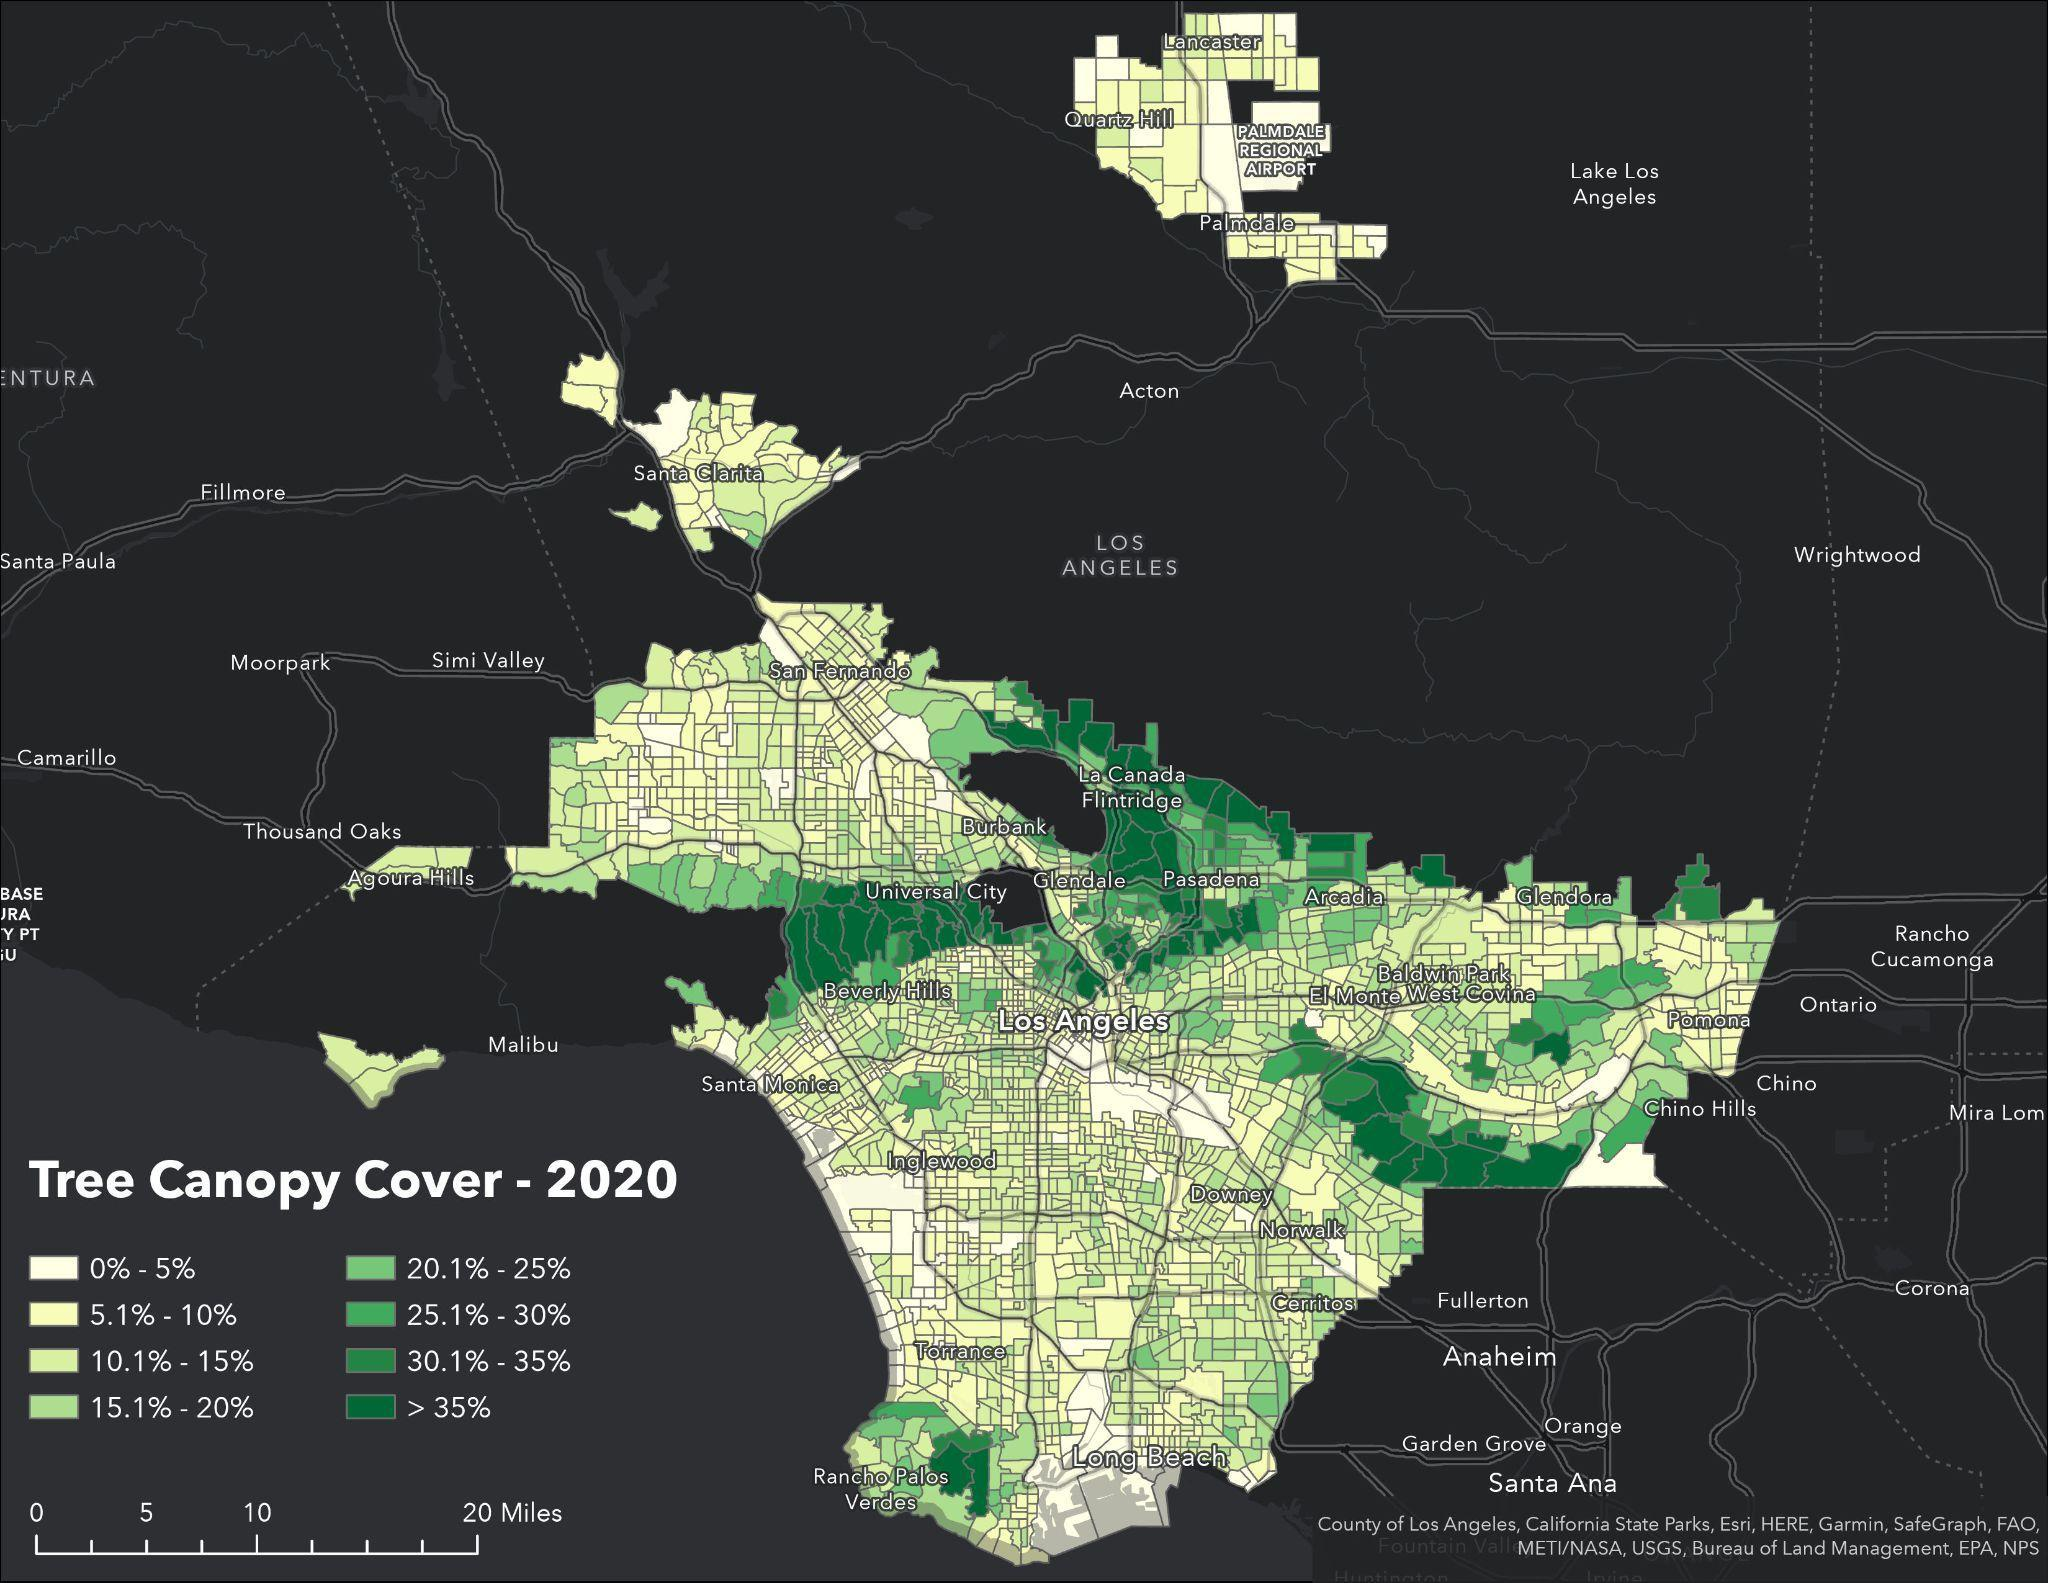 Lancaster
Quartz Hill
PALMDALE
REGIONAL
AIRPORT
Lake Los
Angeles
Palmdale
ENTURA
Acton
Santa Clarita
Fillmore
LOS
ANGELES
Wrightwood
Santa Paula
Moorpark
Simi Valley
San Fernando
Camarillo
La Canada
Flintridge
Thousand Oaks
Burbank
Agoura Hills
Universal City
Glendale
Pasadena
Arcadia
Glendora
BASE
URA
Y PT
GU
Rancho
Cucamonga
Baldwin Park
Beverly Hills
El Monte
West Covina
Ontario
Los Angeles
Pomona
Malibu
Santa Monica
Chino
Chino Hills
Mira Lom
Inglewood
Downey
Norwalk
Tree Canopy Cover - 2020
0% - 5%
5.1% - 10%
10.1% - 15%
15.1% - 20%
20.1% - 25%
25.1% - 30%
30.1% - 35%
> 35%
Corona
Cerritos
Fullerton
Torrance
Anaheim
Orange
Garden Grove
Long Beach
Rancho Palos
Verdes
Santa Ana
0 5 10 20 Miles
County of Los Angeles, California State Parks, Esri, HERE, Garmin, SafeGraph, FAO,
METI/NASA, USGS, Bureau of Land Management, EPA, NPS
Fountain Valle
Huntington
Irvine